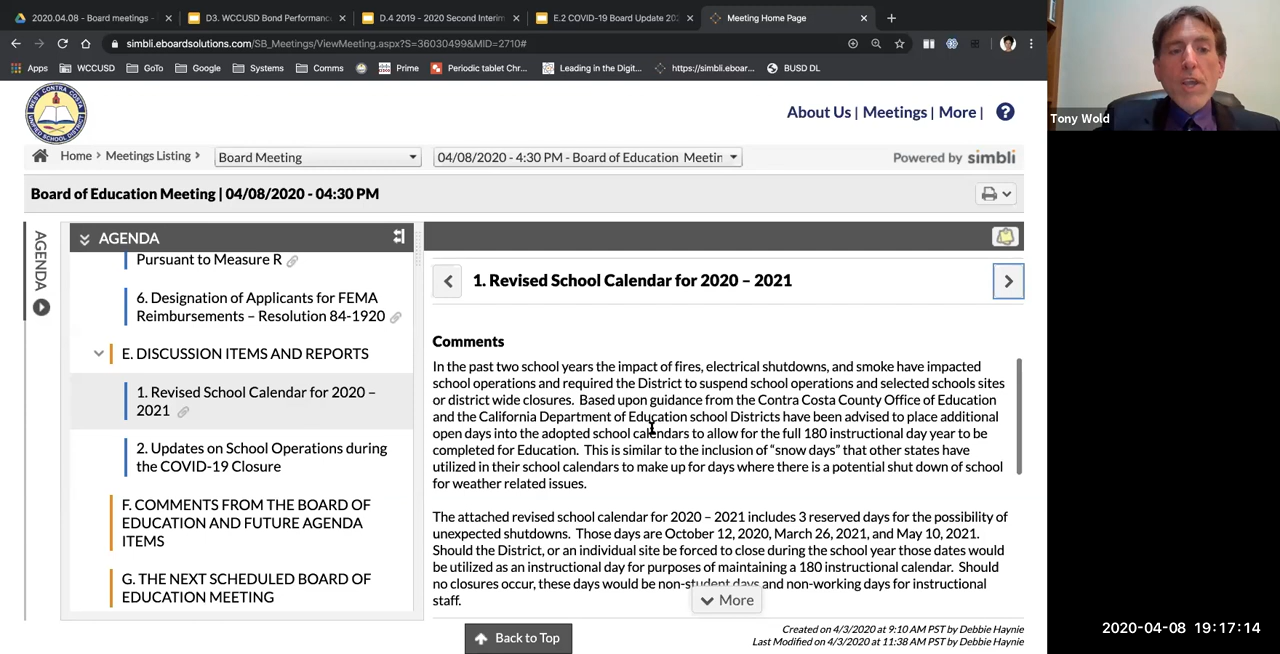 2020.04.08 - Board meetings -
D3. WCCUSD Bond Performanc
D.4 2019 - 2020 Second Interim
E.2 COVID-19 Board Update 202
Meeting Home Page
simbli.eboardsolutions.com/SB_Meetings/ViewMeeting.aspx?S=36030499&MID=2710#
Apps
WCCUSD
GoTo
Google
Systems
Comms
Prime
Periodic tablet Chr...
Leading in the Digit...
https://simbli.eboar...
BUSD DL
Tony Wold
About Us | Meetings | More |
Home > Meetings Listing >
Board Meeting
04/08/2020 - 4:30 PM - Board of Education Meetin
Powered by simbli
Board of Education Meeting | 04/08/2020 - 04:30 PM
AGENDA
AGENDA
Pursuant to Measure R
6. Designation of Applicants for FEMA
Reimbursements – Resolution 84-1920
E. DISCUSSION ITEMS AND REPORTS
1. Revised School Calendar for 2020 –
2021
2. Updates on School Operations during
the COVID-19 Closure
F. COMMENTS FROM THE BOARD OF
EDUCATION AND FUTURE AGENDA
ITEMS
G. THE NEXT SCHEDULED BOARD OF
EDUCATION MEETING
1. Revised School Calendar for 2020 – 2021
Comments
In the past two school years the impact of fires, electrical shutdowns, and smoke have impacted
school operations and required the District to suspend school operations and selected schools sites
or district wide closures. Based upon guidance from the Contra Costa County Office of Education
and the California Department of Education school Districts have been advised to place additional
open days into the adopted school calendars to allow for the full 180 instructional day year to be
completed for Education. This is similar to the inclusion of “snow days” that other states have
utilized in their school calendars to make up for days where there is a potential shut down of school
for weather related issues.
The attached revised school calendar for 2020 – 2021 includes 3 reserved days for the possibility of
unexpected shutdowns. Those days are October 12, 2020, March 26, 2021, and May 10, 2021.
Should the District, or an individual site be forced to close during the school year those dates would
be utilized as an instructional day for purposes of maintaining a 180 instructional calendar. Should
no closures occur, these days would be non-student days and non-working days for instructional
staff.
More
Back to Top
Created on 4/3/2020 at 9:10 AM PST by Debbie Haynie
Last Modified on 4/3/2020 at 11:38 AM PST by Debbie Haynie
2020-04-08 19:17:14